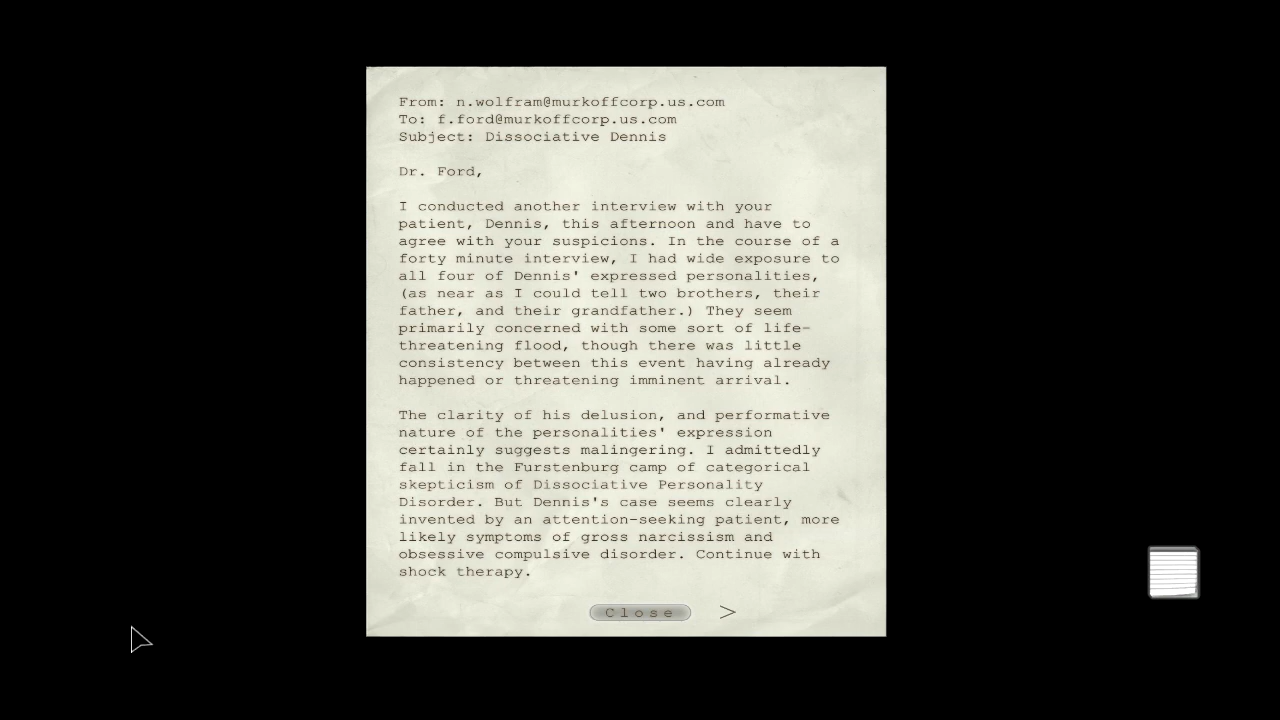 From: n.wolfram@murkoffcorp.us.com
To: f.ford@murkoffcorp.us.com
Subject: Dissociative Dennis
Dr. Ford,
I conducted another interview with your
patient, Dennis, this afternoon and have to
agree with your suspicions. In the course of a
forty minute interview, I had wide exposure to
all four of Dennis' expressed personalities,
(as near as I could tell two brothers, their
father, and their grandfather.) They seem
primarily concerned with some sort of life-
threatening flood, though there was little
consistency between this event having already
happened or threatening imminent arrival.
The clarity of his delusion, and performative
nature of the personalities' expression
certainly suggests malingering. I admittedly
fall in the Furstenburg camp of categorical
skepticism of Dissociative Personality
Disorder. But Dennis's case seems clearly
invented by an attention-seeking patient, more
likely symptoms of gross narcissism and
obsessive compulsive disorder. Continue with
shock therapy.
Close >